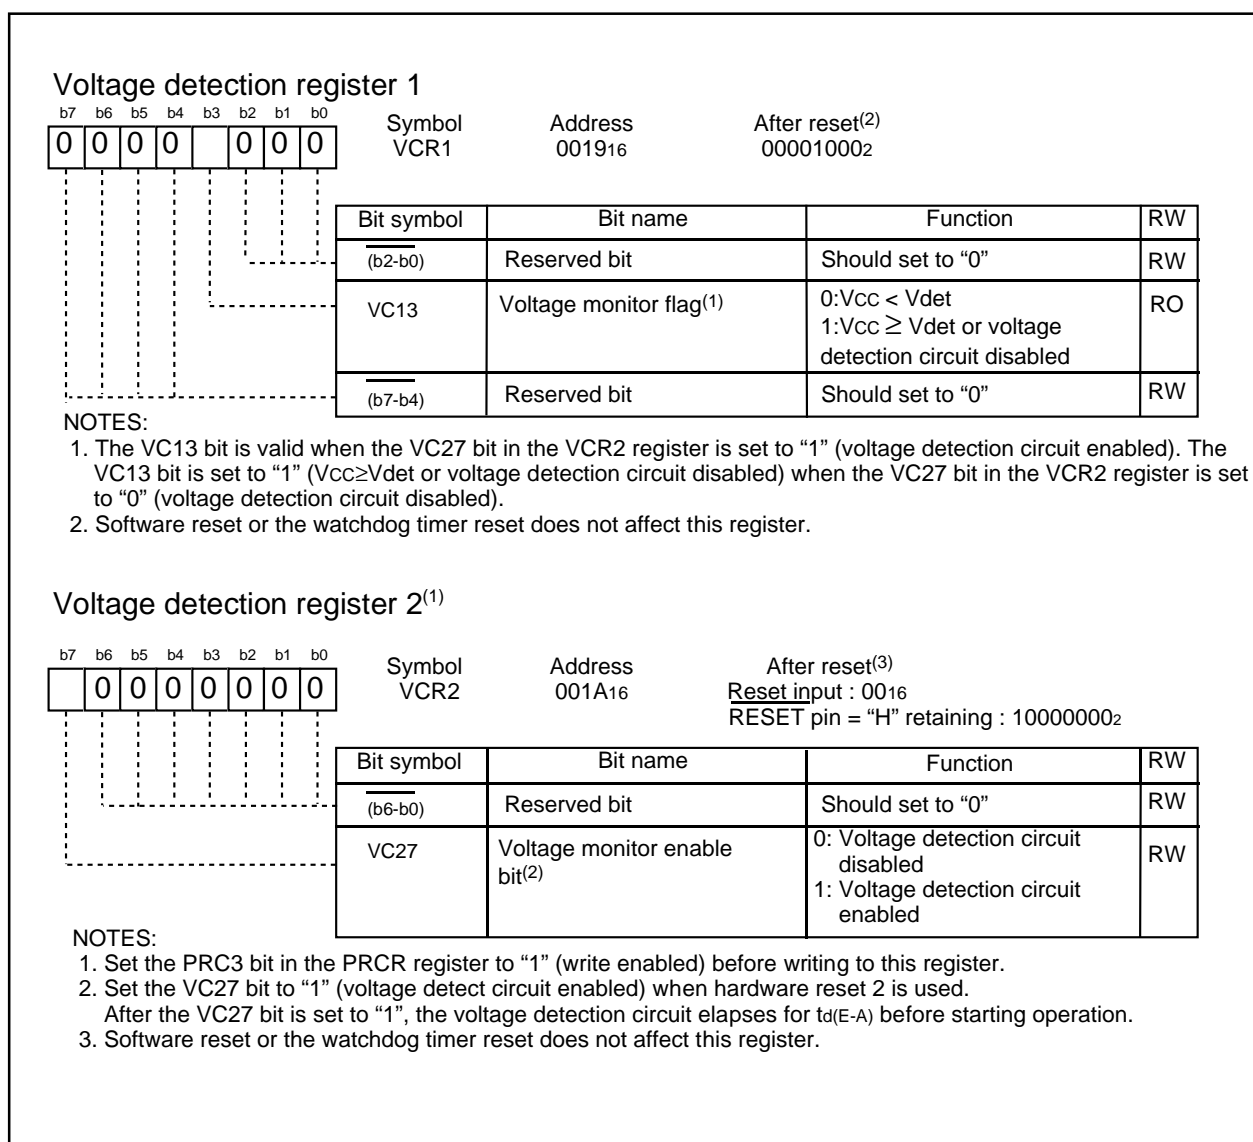 Voltage detection register 1
b7 b6 b5 b4 b3 b2 b1 b0
0 0 0 0 0 0 0
Symbol Address After reset(2)
VCR1 001916 000010002
Bit symbol Bit name Function RW
(b2-b0) Reserved bit Should set to “0” RW
VC13 Voltage monitor flag(1) 0:VCC < Vdet RO
1:VCC ≥ Vdet or voltage
detection circuit disabled
(b7-b4) Reserved bit Should set to “0” RW
NOTES:
1. The VC13 bit is valid when the VC27 bit in the VCR2 register is set to “1” (voltage detection circuit enabled). The
VC13 bit is set to “1” (VCC≥Vdet or voltage detection circuit disabled) when the VC27 bit in the VCR2 register is set
to “0” (voltage detection circuit disabled).
2. Software reset or the watchdog timer reset does not affect this register.
Voltage detection register 2(1)
b7 b6 b5 b4 b3 b2 b1 b0
0 0 0 0 0 0 0
Symbol Address After reset(3)
VCR2 001A16 Reset input : 0016
RESET pin = “H” retaining : 100000002
Bit symbol Bit name Function RW
(b6-b0) Reserved bit Should set to “0” RW
VC27 Voltage monitor enable 0: Voltage detection circuit RW
bit(2) disabled
1: Voltage detection circuit
enabled
NOTES:
1. Set the PRC3 bit in the PRCR register to “1” (write enabled) before writing to this register.
2. Set the VC27 bit to “1” (voltage detect circuit enabled) when hardware reset 2 is used.
After the VC27 bit is set to “1”, the voltage detection circuit elapses for td(E-A) before starting operation.
3. Software reset or the watchdog timer reset does not affect this register.